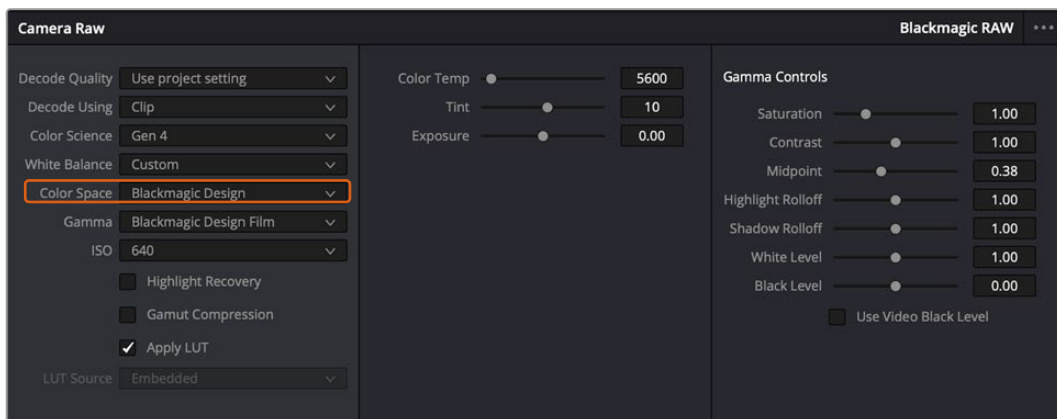 Camera Raw
Blackmagic RAW
Decode Quality Use project setting
Decode Using Clip
Color Science Gen 4
White Balance Custom
Color Space Blackmagic Design
Gamma Blackmagic Design Film
ISO 640
Highlight Recovery
Gamut Compression
Apply LUT
LUT Source Embedded
Color Temp 5600
Tint 10
Exposure 0.00
Gamma Controls
Saturation 1.00
Contrast 1.00
Midpoint 0.38
Highlight Rolloff 1.00
Shadow Rolloff 1.00
White Level 1.00
Black Level 0.00
Use Video Black Level